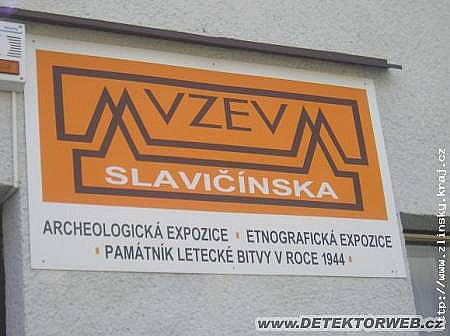 MVZEVM
SLAVIČÍNSKA
ARCHEOLOGICKÁ EXPOZICE ▪ ETNOGRAFICKÁ EXPOZICE
▪ PAMÁTNÍK LETECKÉ BITVY V ROCE 1944 ▪
http://www.zlinsky.kraj.cz
www.DETEKTORWEB.cz